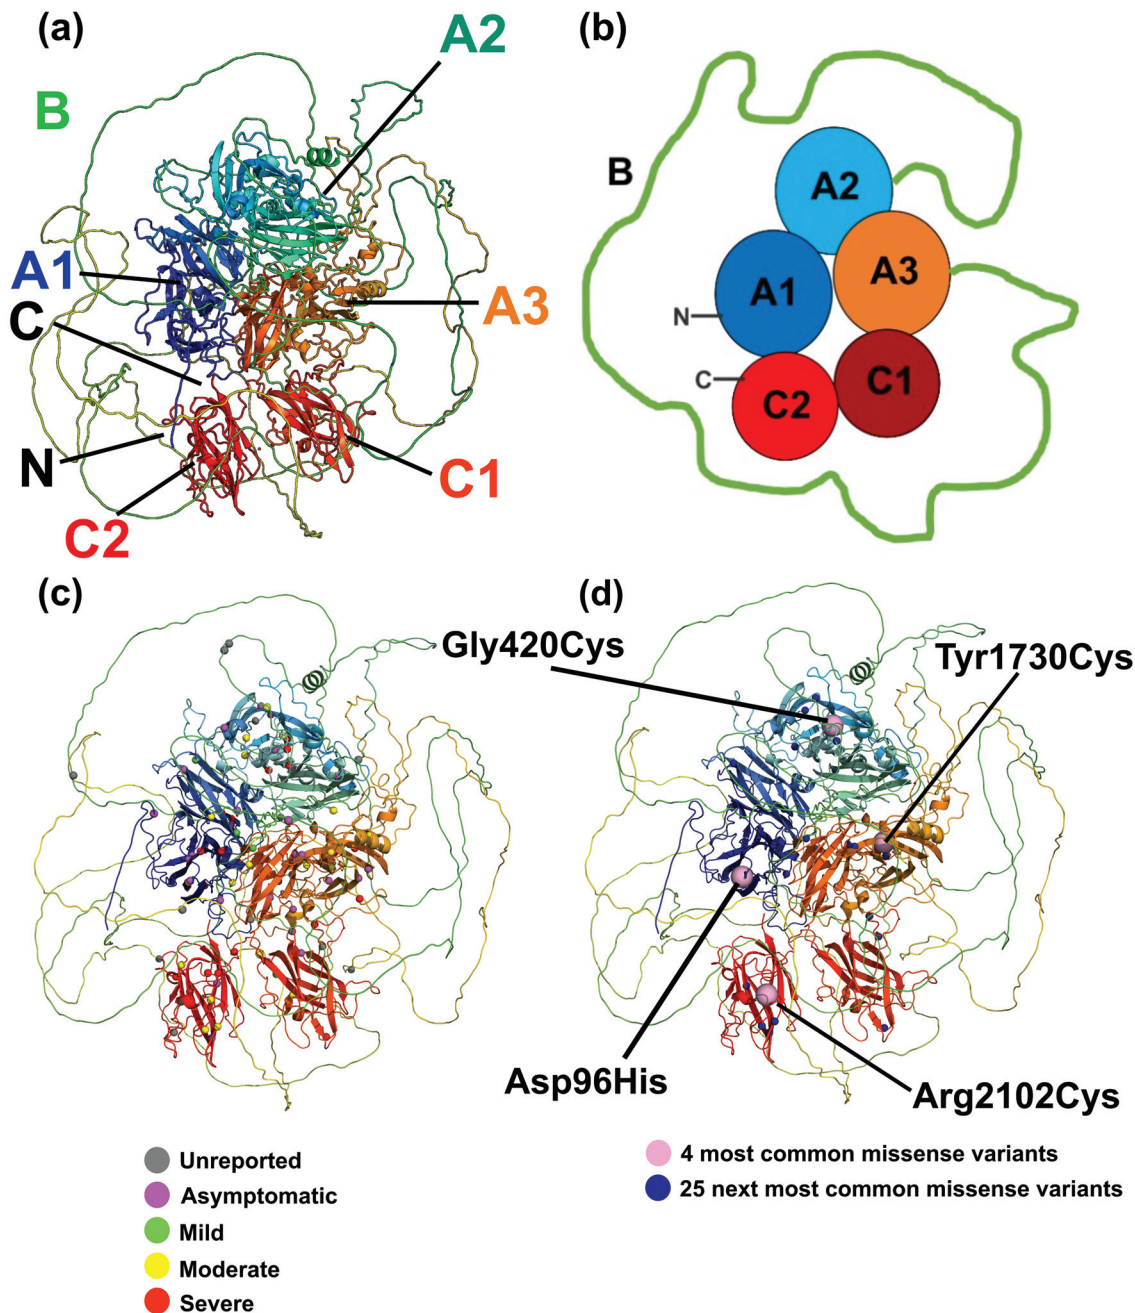 (a)
A2
B
A1
C
A3
N
C1
C2
(b)
B
A2
A3
A1
N
C1
C
C2
(c)
(d)
Gly420Cys
Tyr1730Cys
Asp96His
Arg2102Cys
Unreported
Asymptomatic
Mild
Moderate
Severe
4 most common missense variants
25 next most common missense variants